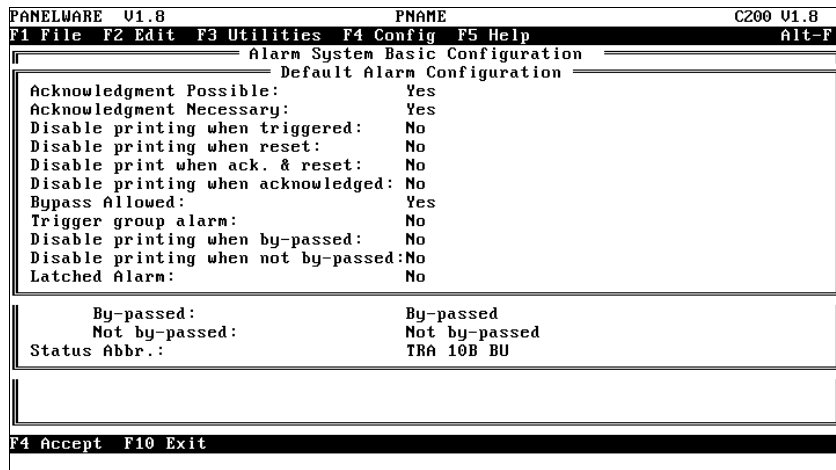 PANELWARE V1.8 PNAME C200 V1.8
F1 File F2 Edit F3 Utilities F4 Config F5 Help Alt-F
Alarm System Basic Configuration
Default Alarm Configuration
Acknowledgment Possible: Yes
Acknowledgment Necessary: Yes
Disable printing when triggered: No
Disable printing when reset: No
Disable print when ack. & reset: No
Disable printing when acknowledged: No
Bypass Allowed: Yes
Trigger group alarm: No
Disable printing when by-passed: No
Disable printing when not by-passed:No
Latched Alarm: No
By-passed: By-passed
Not by-passed: Not by-passed
Status Abbr.: TRA 10B BU
F4 Accept F10 Exit